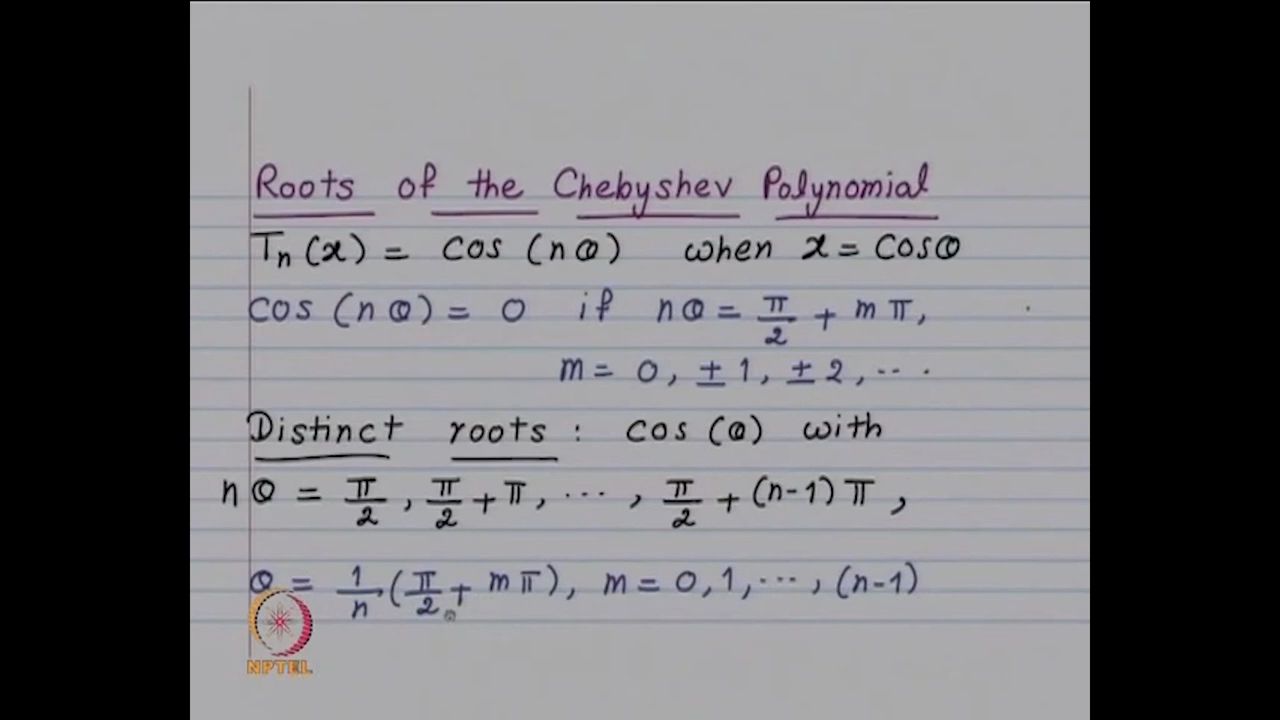 Roots of the Chebyshev Polynomial
Tₙ(x) = cos (nθ) when x = cosθ
cos (nθ) = 0 if nθ = π/2 + mπ,
m = 0, ±1, ±2, ...
Distinct roots: cos(θ) with
nθ = π/2, π/2 + π, ..., π/2 + (n-1)π,
θ = 1/n (π/2 + mπ), m = 0, 1, ..., (n-1)
NPTEL